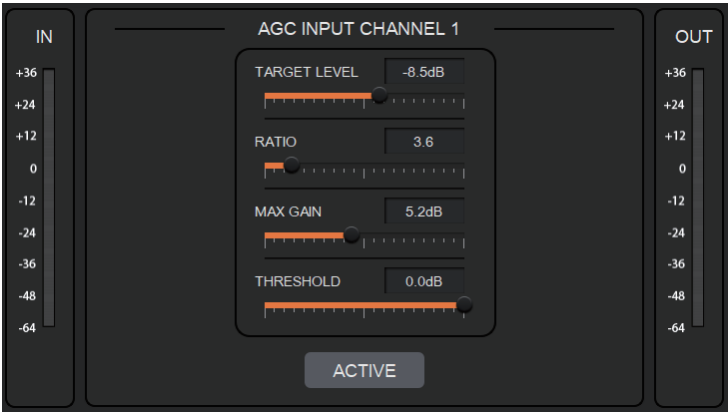 IN
+36
+24
+12
0
-12
-24
-36
-48
-64
AGC INPUT CHANNEL 1
TARGET LEVEL -8.5dB
RATIO 3.6
MAX GAIN 5.2dB
THRESHOLD 0.0dB
ACTIVE
OUT
+36
+24
+12
0
-12
-24
-36
-48
-64